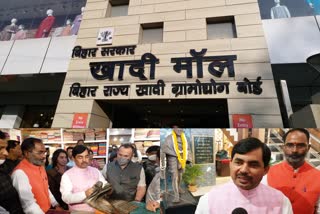 बिहार सरकार
खादी मॉल
बिहार राज्य खादी ग्रामोद्योग बोर्ड